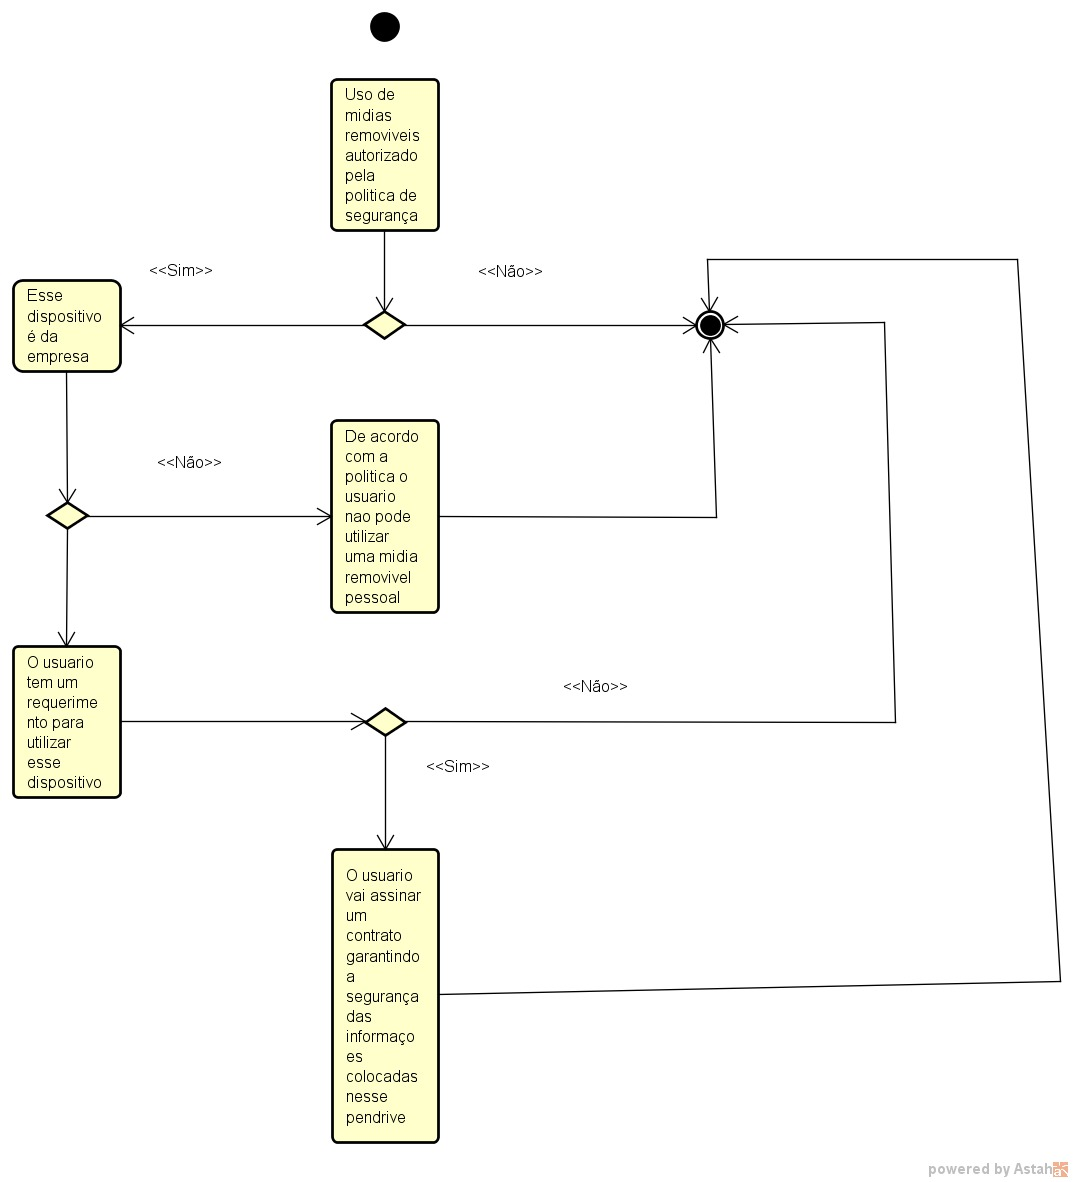 Uso de
midias
removiveis
autorizado
pela
politica de
segurança
<<Sim>>
<<Não>>
Esse
dispositivo
é da
empresa
<<Não>>
De acordo
com a
politica o
usuario
nao pode
utilizar
uma midia
removivel
pessoal
O usuario
tem um
requerime
nto para
utilizar
esse
dispositivo
<<Não>>
<<Sim>>
O usuario
vai assinar
um
contrato
garantindo
a
segurança
das
informaço
es
colocadas
nesse
pendrive
powered by Astah